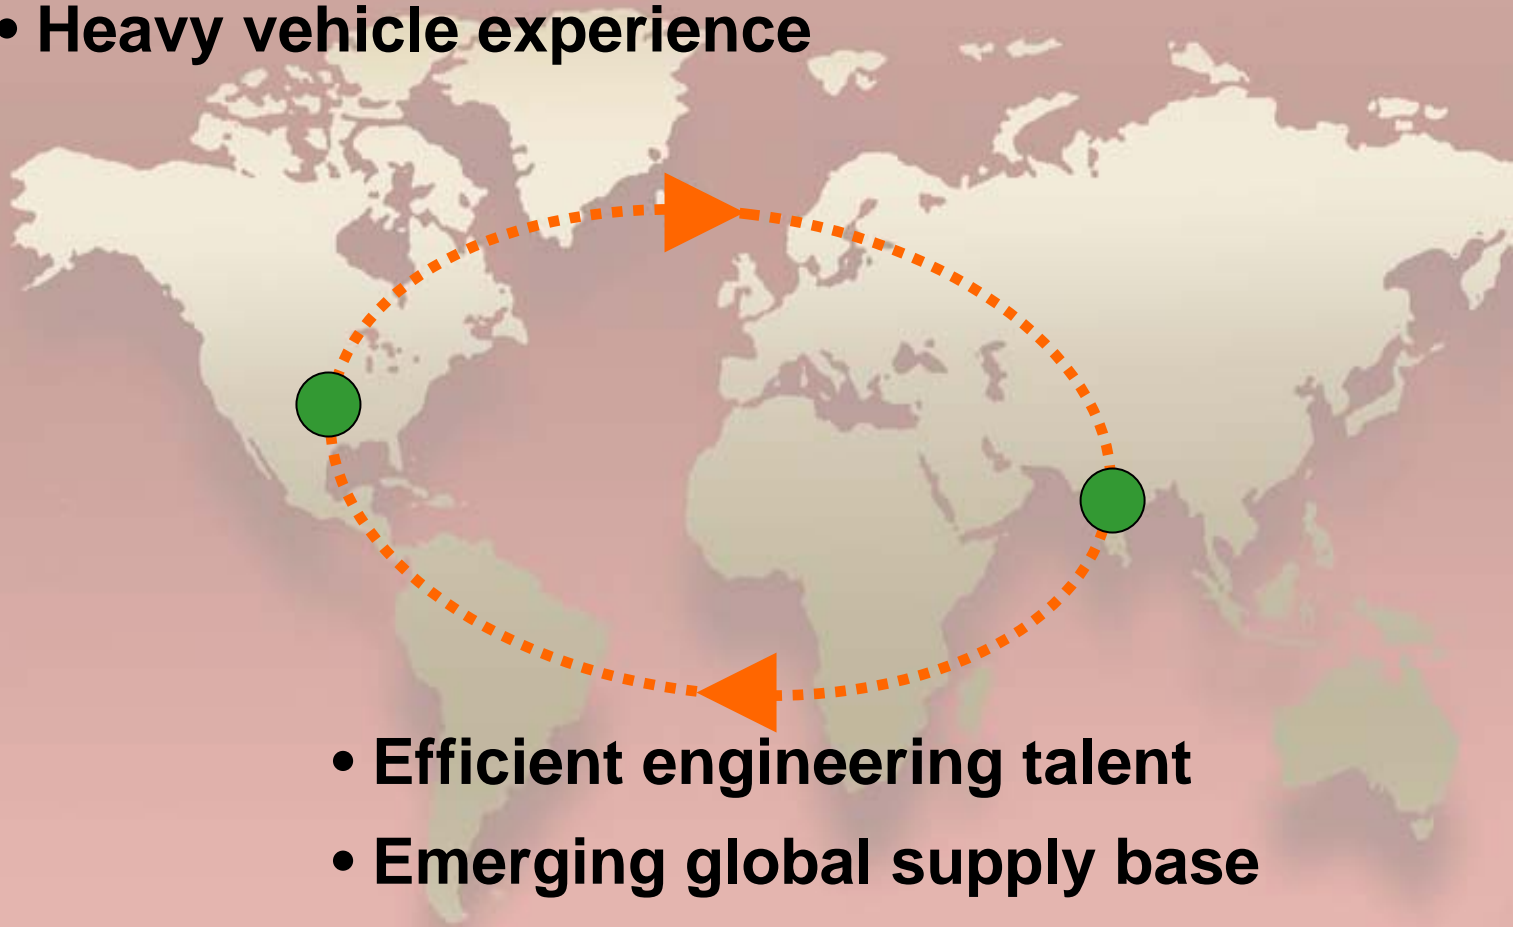 • Heavy vehicle experience
• Efficient engineering talent
• Emerging global supply base